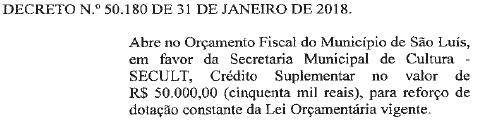 DECRETO N.º 50.180 DE 31 DE JANEIRO DE 2018.
Abre no Orçamento Fiscal do Município de São Luís,
em favor da Secretaria Municipal de Cultura -
SECULT, Crédito Suplementar no valor de
R$ 50.000,00 (cinquenta mil reais), para reforço de
dotação constante da Lei Orçamentária vigente.